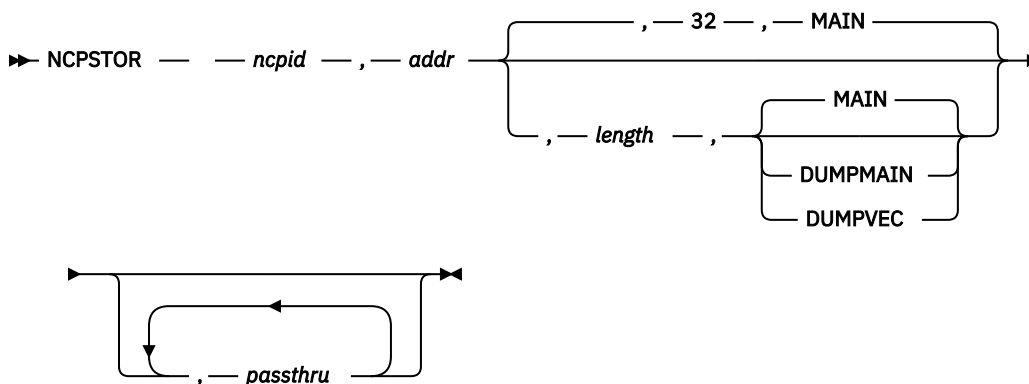 , 32 , MAIN
NCPSTOR ncpid , addr
MAIN
, length ,
DUMPMAIN
DUMPVEC
, passthru